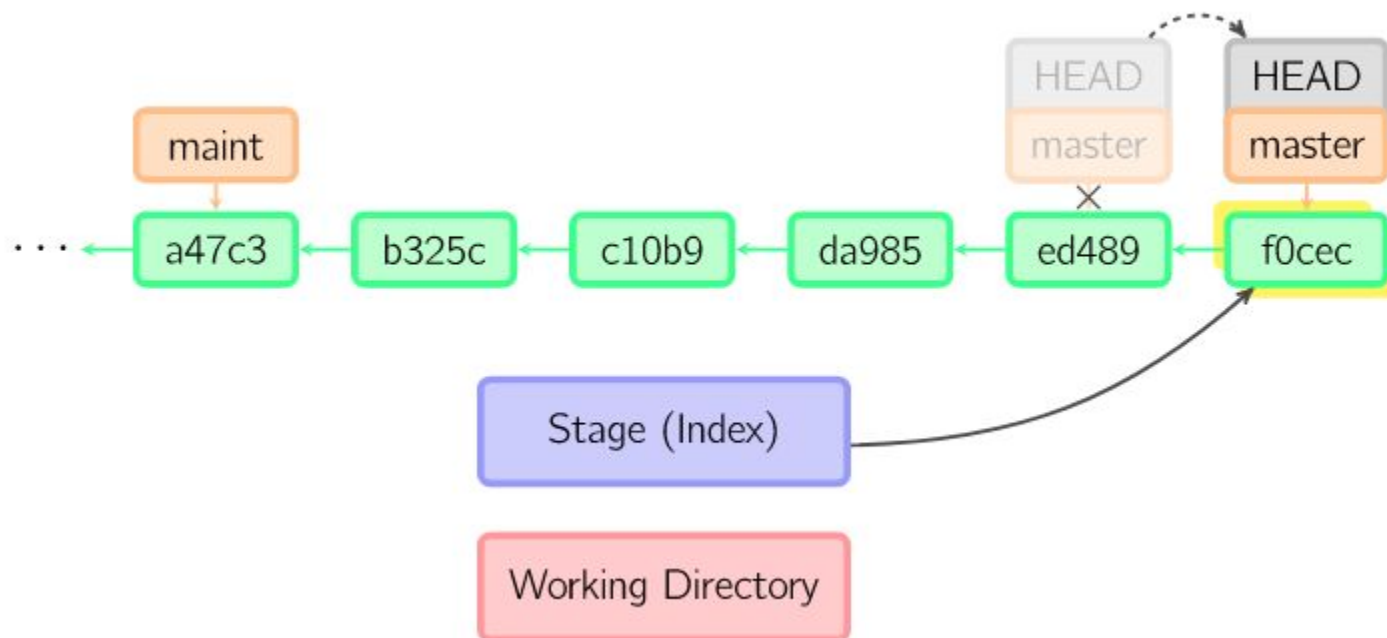 HEAD HEAD
maint master master
... a47c3 b325c c10b9 da985 ed489 f0cec
Stage (Index)
Working Directory